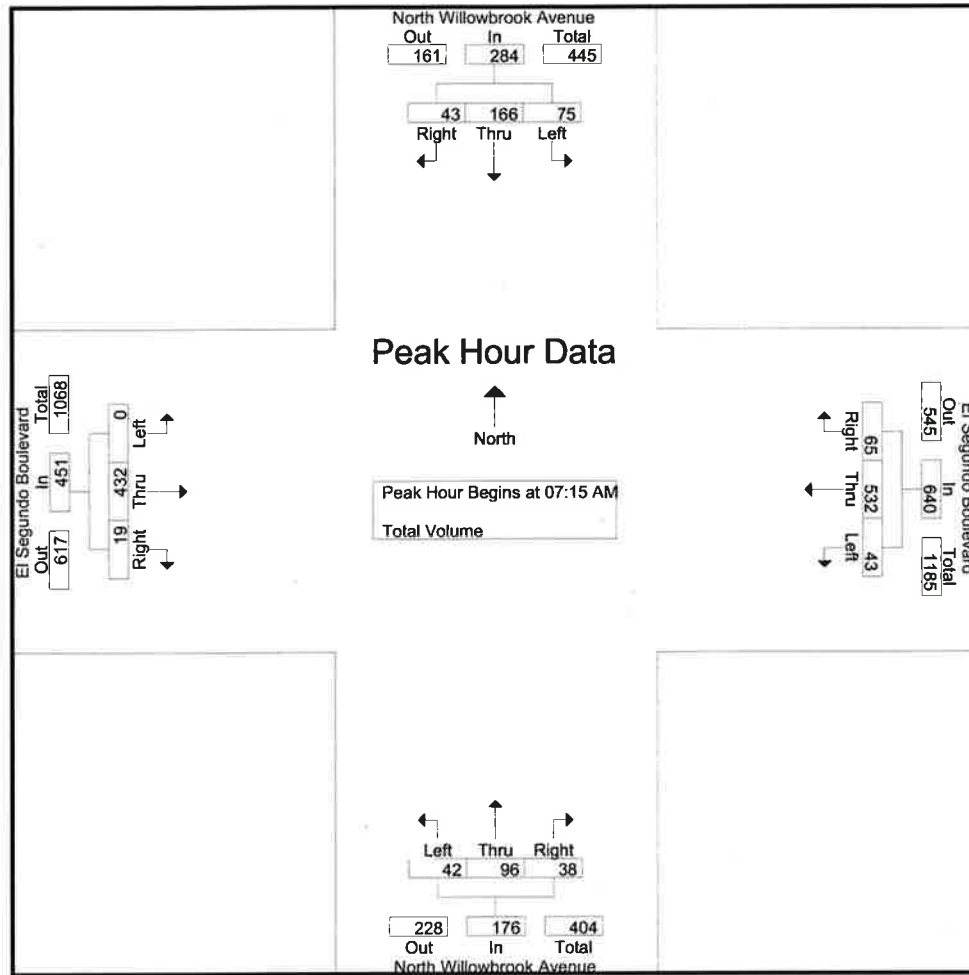 North Willowbrook Avenue
Out In Total
161 284 445
43 166 75
Right Thru Left
Peak Hour Data
North
Peak Hour Begins at 07:15 AM
Total Volume
El Segundo Boulevard
Out In Total
617 451 1068
19 432 0
Right Thru Left
El Segundo Boulevard
Out In Total
545 640 1185
65 532 43
Right Thru Left
Left Thru Right
42 96 38
228 176 404
Out In Total
North Willowbrook Avenue